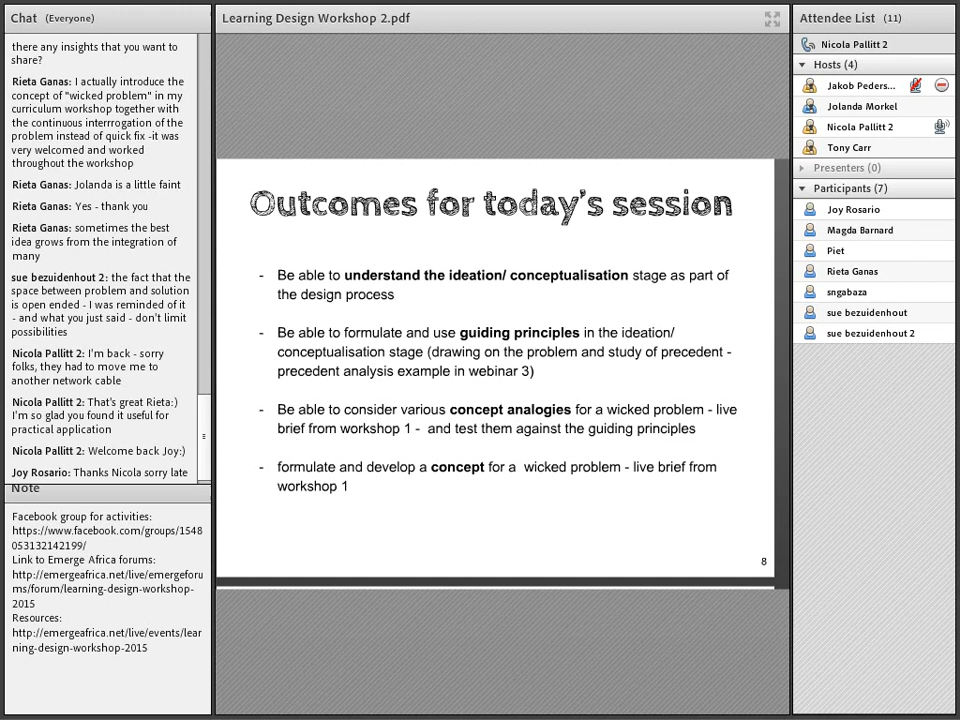 Chat (Everyone)
there any insights that you want to
share?
Rieta Ganas: I actually introduce the
concept of "wicked problem" in my
curriculum workshop together with
the continuous interrrogation of the
problem instead of quick fix -it was
very welcomed and worked
throughout the workshop
Rieta Ganas: Jolanda is a little faint
Rieta Ganas: Yes - thank you
Rieta Ganas: sometimes the best
idea grows from the integration of
many
sue bezuidenhout 2: the fact that the
space between problem and solution
is open ended - I was reminded of it
- and what you just said - don't limit
possibilities
Nicola Pallitt 2: I'm back - sorry
folks, they had to move me to
another network cable
Nicola Pallitt 2: That's great Rieta:)
I'm so glad you found it useful for
practical application
Nicola Pallitt 2: Welcome back Joy:)
Joy Rosario: Thanks Nicola sorry late
Note
Facebook group for activities:
https://www.facebook.com/groups/1548
053132142199/
Link to Emerge Africa forums:
http://emergeafrica.net/live/emergeforu
ms/forum/learning-design-workshop-
2015
Resources:
http://emergeafrica.net/live/events/lear
ning-design-workshop-2015
Learning Design Workshop 2.pdf
Outcomes for today's session
- Be able to understand the ideation/ conceptualisation stage as part of
the design process
- Be able to formulate and use guiding principles in the ideation/
conceptualisation stage (drawing on the problem and study of precedent -
precedent analysis example in webinar 3)
- Be able to consider various concept analogies for a wicked problem - live
brief from workshop 1 - and test them against the guiding principles
- formulate and develop a concept for a wicked problem - live brief from
workshop 1
8
Attendee List (11)
Nicola Pallitt 2
Hosts (4)
Jakob Peders...
Jolanda Morkel
Nicola Pallitt 2
Tony Carr
Presenters (0)
Participants (7)
Joy Rosario
Magda Barnard
Piet
Rieta Ganas
sngabaza
sue bezuidenhout
sue bezuidenhout 2